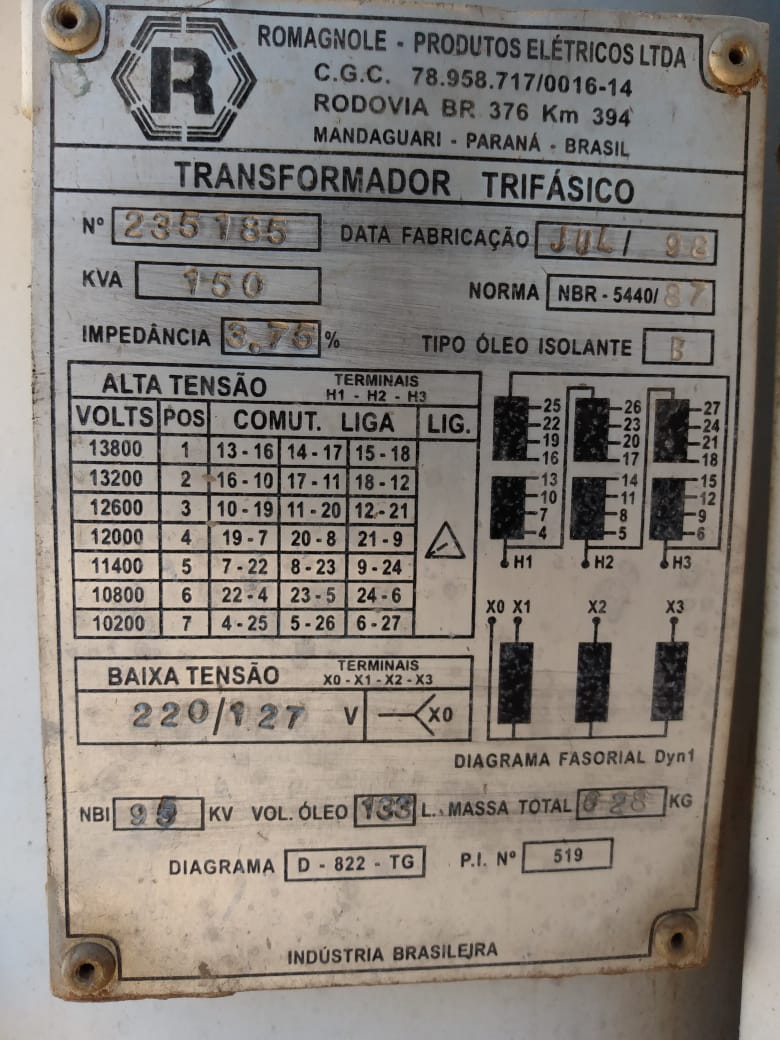 R
ROMAGNOLE - PRODUTOS ELÉTRICOS LTDA
C.G.C. 78.958.717/0016-14
RODOVIA BR 376 Km 394
MANDAGUARI - PARANÁ - BRASIL
TRANSFORMADOR TRIFÁSICO
Nº 235185 DATA FABRICAÇÃO JUL/ 98
KVA 150 NORMA NBR - 5440/87
IMPEDÂNCIA 3,75 % TIPO ÓLEO ISOLANTE B
ALTA TENSÃO TERMINAIS H1 - H2 - H3
VOLTS POS COMUT. LIGA LIG.
13800 1 13 - 16 14 - 17 15 - 18
13200 2 16 - 10 17 - 11 18 - 12
12600 3 10 - 19 11 - 20 12 - 21
12000 4 19 - 7 20 - 8 21 - 9
11400 5 7 - 22 8 - 23 9 - 24
10800 6 22 - 4 23 - 5 24 - 6
10200 7 4 - 25 5 - 26 6 - 27
25 26 27
22 23 24
19 20 21
16 17 18
13 14 15
10 11 12
7 8 9
4 5 6
H1 H2 H3
X0 X1 X2 X3
BAIXA TENSÃO TERMINAIS X0 - X1 - X2 - X3
220/127 V X0
DIAGRAMA FASORIAL Dyn1
NBI 95 KV VOL. ÓLEO 133 L. MASSA TOTAL 628 KG
DIAGRAMA D - 822 - TG P.I. Nº 519
INDÚSTRIA BRASILEIRA